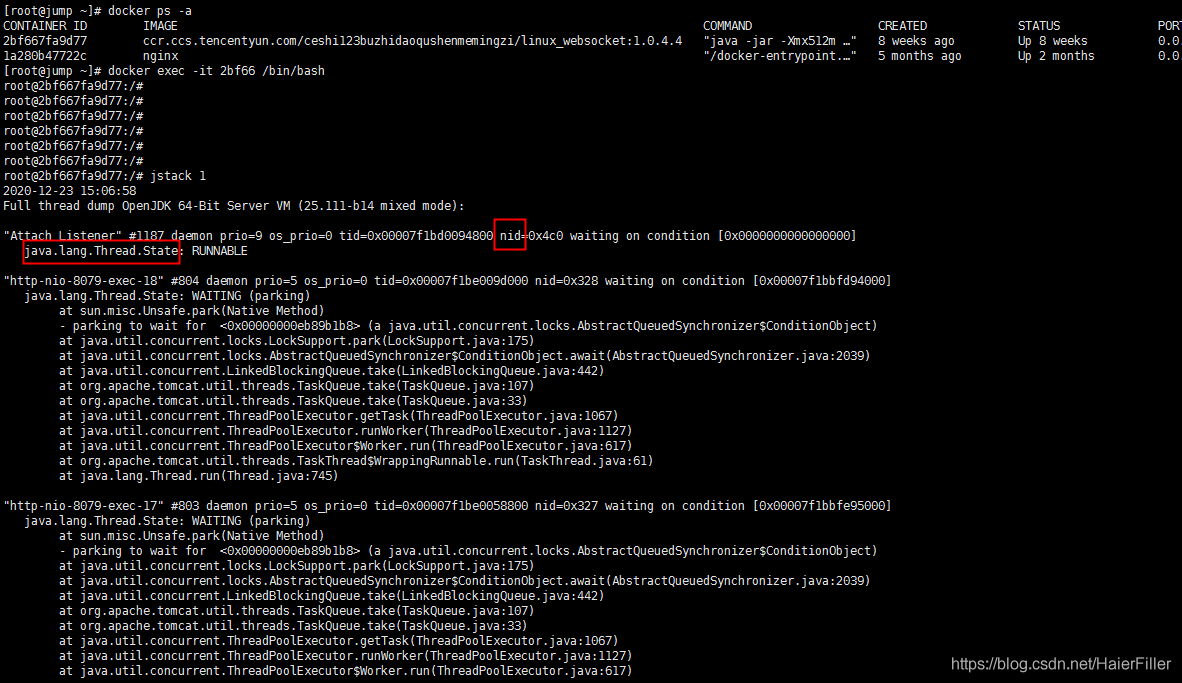 [root@jump ~]# docker ps -a
CONTAINER ID        IMAGE                                                                           COMMAND                  CREATED             STATUS              PORT
2bf667fa9d77        ccr.ccs.tencentyun.com/ceshi123buzhidaoqushenmemingzi/linux_websocket:1.0.4.4   "java -jar -Xmx512m …"   8 weeks ago         Up 8 weeks          0.0
1a280b47722c        nginx                                                                           "/docker-entrypoint.…"   5 months ago        Up 2 months         0.0
[root@jump ~]# docker exec -it 2bf66 /bin/bash
root@2bf667fa9d77:/#
root@2bf667fa9d77:/#
root@2bf667fa9d77:/#
root@2bf667fa9d77:/#
root@2bf667fa9d77:/#
root@2bf667fa9d77:/#
root@2bf667fa9d77:/# jstack 1
2020-12-23 15:06:58
Full thread dump OpenJDK 64-Bit Server VM (25.111-b14 mixed mode):
"Attach Listener" #1187 daemon prio=9 os_prio=0 tid=0x00007f1bd0094800 nid=0x4c0 waiting on condition [0x0000000000000000]
   java.lang.Thread.State: RUNNABLE
"http-nio-8079-exec-18" #804 daemon prio=5 os_prio=0 tid=0x00007f1be009d000 nid=0x328 waiting on condition [0x00007f1bbfd94000]
   java.lang.Thread.State: WAITING (parking)
        at sun.misc.Unsafe.park(Native Method)
        - parking to wait for  <0x00000000eb89b1b8> (a java.util.concurrent.locks.AbstractQueuedSynchronizer$ConditionObject)
        at java.util.concurrent.locks.LockSupport.park(LockSupport.java:175)
        at java.util.concurrent.locks.AbstractQueuedSynchronizer$ConditionObject.await(AbstractQueuedSynchronizer.java:2039)
        at java.util.concurrent.LinkedBlockingQueue.take(LinkedBlockingQueue.java:442)
        at org.apache.tomcat.util.threads.TaskQueue.take(TaskQueue.java:107)
        at org.apache.tomcat.util.threads.TaskQueue.take(TaskQueue.java:33)
        at java.util.concurrent.ThreadPoolExecutor.getTask(ThreadPoolExecutor.java:1067)
        at java.util.concurrent.ThreadPoolExecutor.runWorker(ThreadPoolExecutor.java:1127)
        at java.util.concurrent.ThreadPoolExecutor$Worker.run(ThreadPoolExecutor.java:617)
        at org.apache.tomcat.util.threads.TaskThread$WrappingRunnable.run(TaskThread.java:61)
        at java.lang.Thread.run(Thread.java:745)
"http-nio-8079-exec-17" #803 daemon prio=5 os_prio=0 tid=0x00007f1be0058800 nid=0x327 waiting on condition [0x00007f1bbfe95000]
   java.lang.Thread.State: WAITING (parking)
        at sun.misc.Unsafe.park(Native Method)
        - parking to wait for  <0x00000000eb89b1b8> (a java.util.concurrent.locks.AbstractQueuedSynchronizer$ConditionObject)
        at java.util.concurrent.locks.LockSupport.park(LockSupport.java:175)
        at java.util.concurrent.locks.AbstractQueuedSynchronizer$ConditionObject.await(AbstractQueuedSynchronizer.java:2039)
        at java.util.concurrent.LinkedBlockingQueue.take(LinkedBlockingQueue.java:442)
        at org.apache.tomcat.util.threads.TaskQueue.take(TaskQueue.java:107)
        at org.apache.tomcat.util.threads.TaskQueue.take(TaskQueue.java:33)
        at java.util.concurrent.ThreadPoolExecutor.getTask(ThreadPoolExecutor.java:1067)
        at java.util.concurrent.ThreadPoolExecutor.runWorker(ThreadPoolExecutor.java:1127)
        at java.util.concurrent.ThreadPoolExecutor$Worker.run(ThreadPoolExecutor.java:617)
https://blog.csdn.net/HaierFiller